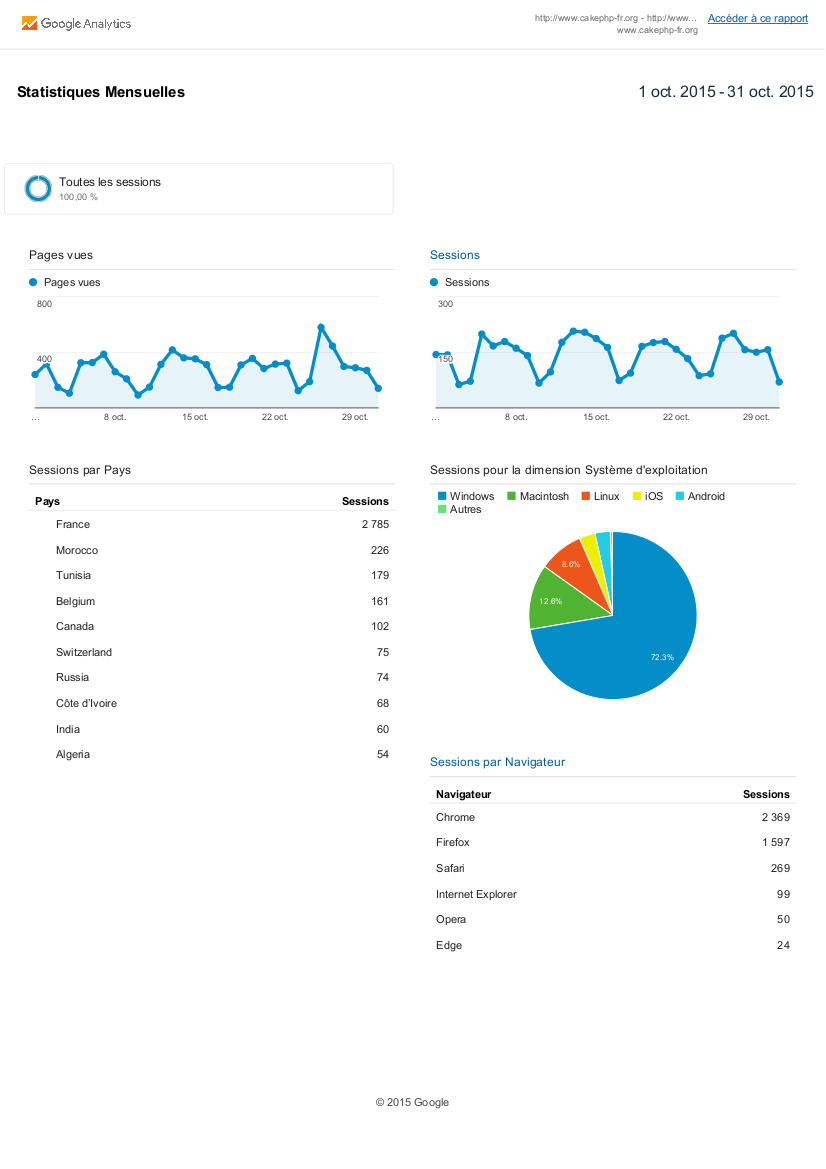 Google Analytics
http://www.cakephp-fr.org - http://www...
www.cakephp-fr.org
Accéder à ce rapport
Statistiques Mensuelles
1 oct. 2015 - 31 oct. 2015
Toutes les sessions
100,00 %
Pages vues
Pages vues
800
400
... 8 oct. 15 oct. 22 oct. 29 oct.
Sessions
Sessions
300
150
... 8 oct. 15 oct. 22 oct. 29 oct.
Sessions par Pays
Pays Sessions
France 2 785
Morocco 226
Tunisia 179
Belgium 161
Canada 102
Switzerland 75
Russia 74
Côte d'Ivoire 68
India 60
Algeria 54
Sessions pour la dimension Système d'exploitation
Windows Macintosh Linux iOS Android
Autres
8.6%
12.6%
72.3%
Sessions par Navigateur
Navigateur Sessions
Chrome 2 369
Firefox 1 597
Safari 269
Internet Explorer 99
Opera 50
Edge 24
© 2015 Google